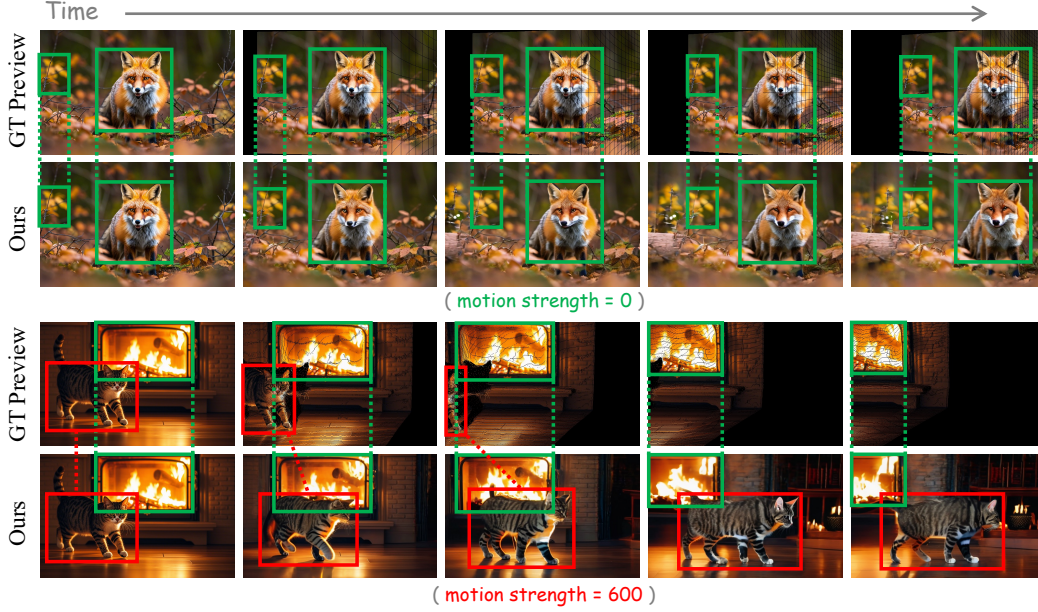 Time
GT Preview
Ours
( motion strength = 0 )
GT Preview
Ours
( motion strength = 600 )